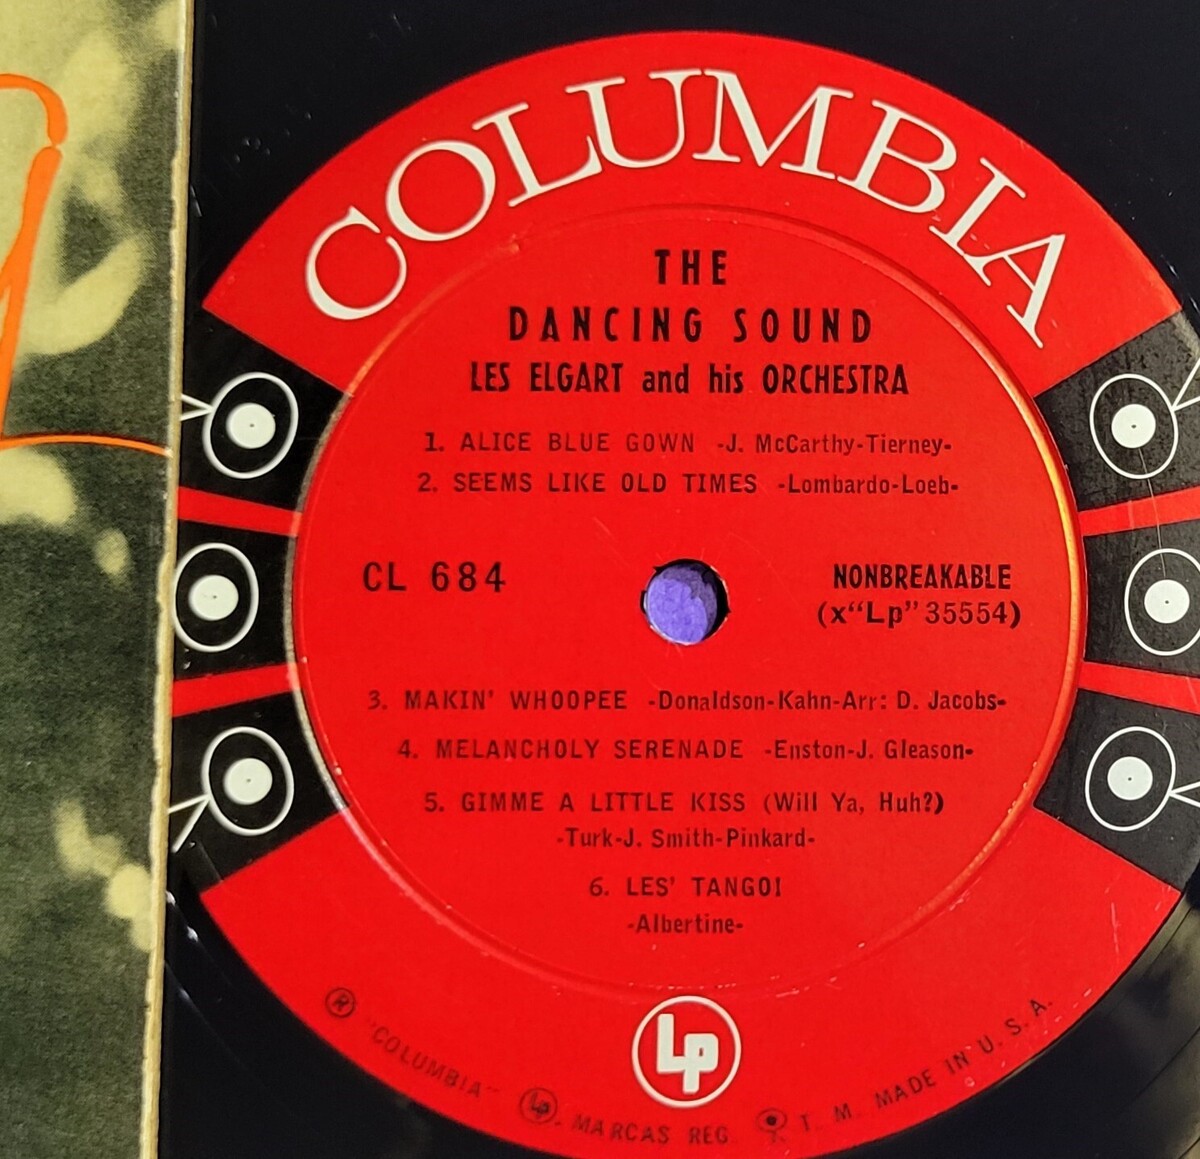 COLUMBIA
THE
DANCING SOUND
LES ELGART and his ORCHESTRA
1. ALICE BLUE GOWN -J. McCarthy-Tierney-
2. SEEMS LIKE OLD TIMES -Lombardo-Loeb-
CL 684
NONBREAKABLE
(x"Lp" 35554)
3. MAKIN' WHOOPEE -Donaldson-Kahn-Arr: D. Jacobs-
4. MELANCHOLY SERENADE -Enston-J. Gleason-
5. GIMME A LITTLE KISS (Will Ya, Huh?)
-Turk-J. Smith-Pinkard-
6. LES' TANGO!
-Albertine-
Lp
® "COLUMBIA" Lp. MARCAS REG. T. M. MADE IN U. S. A.